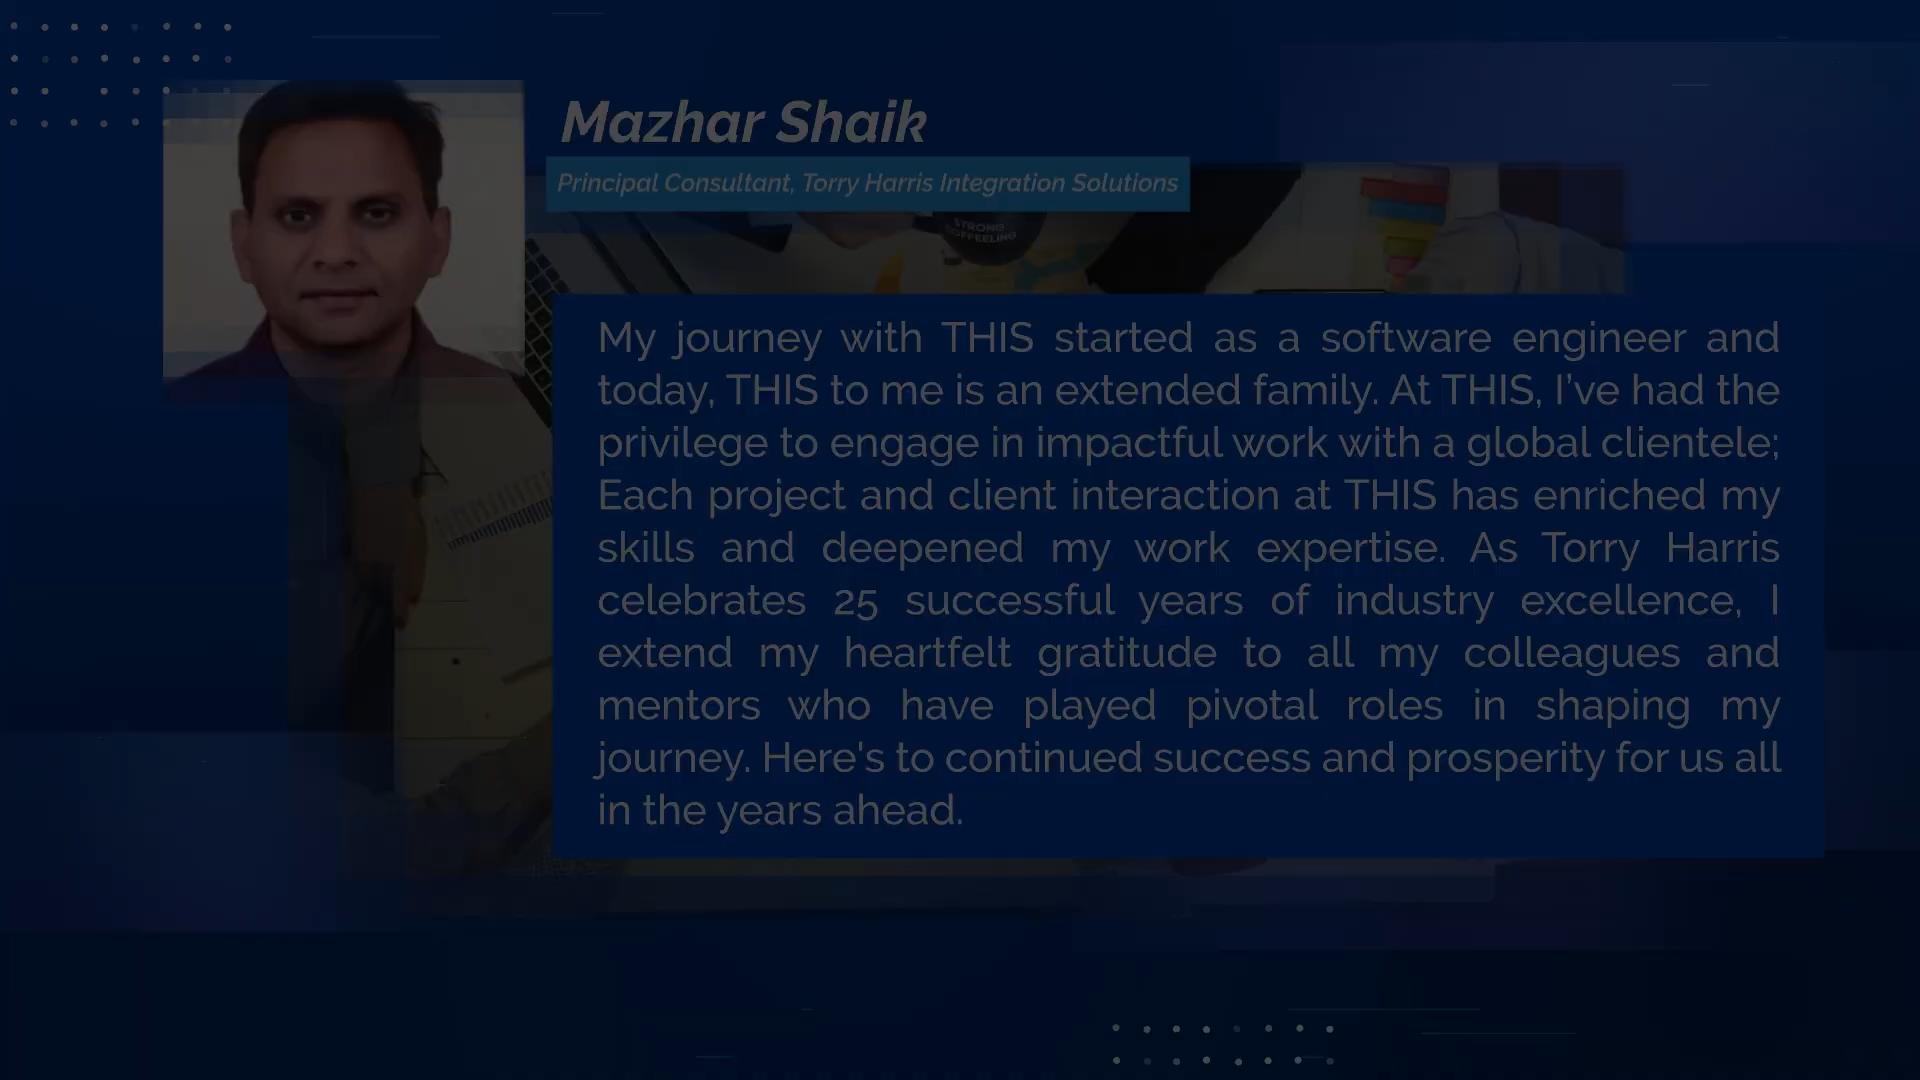 Mazhar Shaik
Principal Consultant, Torry Harris Integration Solutions
STRONG
COFFEELING
My journey with THIS started as a software engineer and
today, THIS to me is an extended family. At THIS, I've had the
privilege to engage in impactful work with a global clientele;
Each project and client interaction at THIS has enriched my
skills and deepened my work expertise. As Torry Harris
celebrates 25 successful years of industry excellence, I
extend my heartfelt gratitude to all my colleagues and
mentors who have played pivotal roles in shaping my
journey. Here's to continued success and prosperity for us all
in the years ahead.